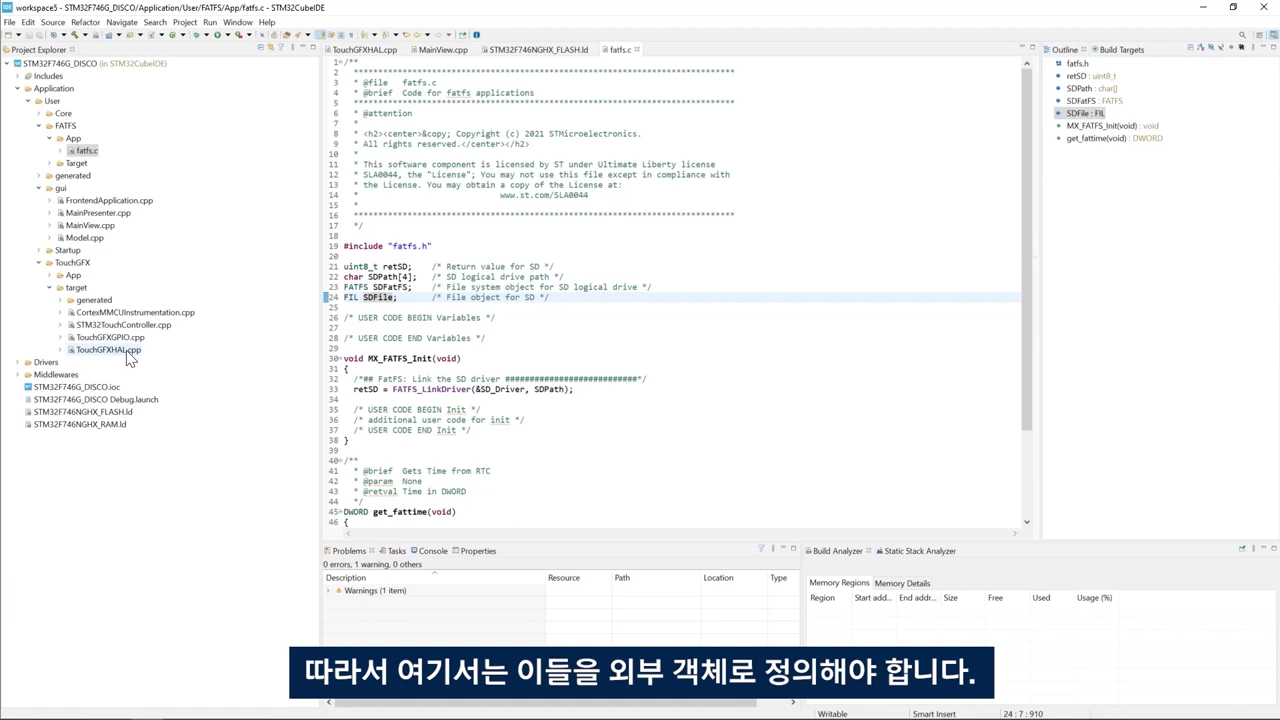 IDE workspace5 - STM32F746G_DISCO/Application/User/FATFS/App/fatfs.c - STM32CubeIDE
File Edit Source Refactor Navigate Search Project Run Window Help
Project Explorer
STM32F746G_DISCO (in STM32CubeIDE)
Includes
Application
User
Core
FATFS
App
fatfs.c
Target
generated
gui
FrontendApplication.cpp
MainPresenter.cpp
MainView.cpp
Model.cpp
Startup
TouchGFX
App
target
generated
CortexMMCUInstrumentation.cpp
STM32TouchController.cpp
TouchGFXGPIO.cpp
TouchGFXHAL.cpp
Drivers
Middlewares
STM32F746G_DISCO.ioc
STM32F746G_DISCO Debug.launch
STM32F746NGHX_FLASH.ld
STM32F746NGHX_RAM.ld
TouchGFXHAL.cpp MainView.cpp STM32F746NGHX_FLASH.ld fatfs.c
1 /**
2 ******************************************************************************
3 * @file fatfs.c
4 * @brief Code for fatfs applications
5 ******************************************************************************
6 * @attention
7 *
8 * <h2><center>&copy; Copyright (c) 2021 STMicroelectronics.
9 * All rights reserved.</center></h2>
10 *
11 * This software component is licensed by ST under Ultimate Liberty license
12 * SLA0044, the "License"; You may not use this file except in compliance with
13 * the License. You may obtain a copy of the License at:
14 * www.st.com/SLA0044
15 *
16 ******************************************************************************
17 */
18
19 #include "fatfs.h"
20
21 uint8_t retSD; /* Return value for SD */
22 char SDPath[4]; /* SD logical drive path */
23 FATFS SDFatFS; /* File system object for SD logical drive */
24 FIL SDFile; /* File object for SD */
25
26 /* USER CODE BEGIN Variables */
27
28 /* USER CODE END Variables */
29
30 void MX_FATFS_Init(void)
31 {
32 /*## FatFS: Link the SD driver ###########################*/
33 retSD = FATFS_LinkDriver(&SD_Driver, SDPath);
34
35 /* USER CODE BEGIN Init */
36 /* additional user code for init */
37 /* USER CODE END Init */
38 }
39
40 /**
41 * @brief Gets Time from RTC
42 * @param None
43 * @retval Time in DWORD
44 */
45 DWORD get_fattime(void)
46 {
Outline Build Targets
fatfs.h
retSD : uint8_t
SDPath : char[]
SDFatFS : FATFS
SDFile : FIL
MX_FATFS_Init(void) : void
get_fattime(void) : DWORD
Problems Tasks Console Properties
0 errors, 1 warning, 0 others
Description Resource Path Location Type
Warnings (1 item)
Build Analyzer Static Stack Analyzer
Memory Regions Memory Details
Region Start add... End addr... Size Free Used Usage (%)
따라서 여기서는 이들을 외부 객체로 정의해야 합니다.
Writable Smart Insert 24 : 7 : 910